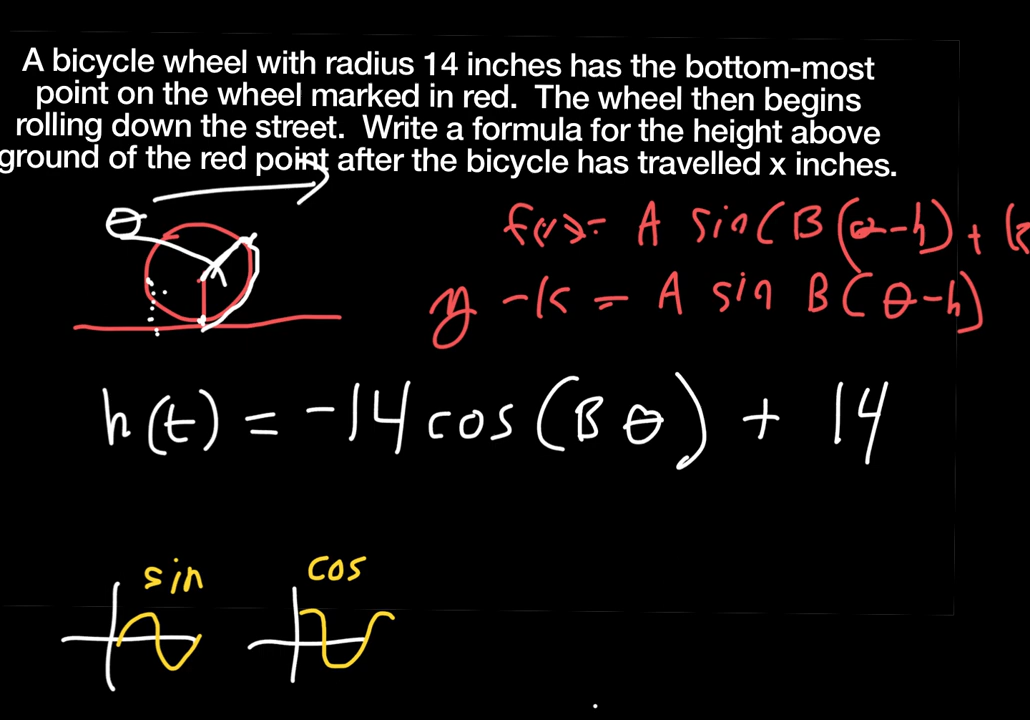 A bicycle wheel with radius 14 inches has the bottom-most
point on the wheel marked in red. The wheel then begins
rolling down the street. Write a formula for the height above
ground of the red point after the bicycle has travelled x inches.
θ
A sin(B(
-h) + k
y - k = A sin B(θ-h)
h(t) = -14 cos(Bθ) + 14
sin cos